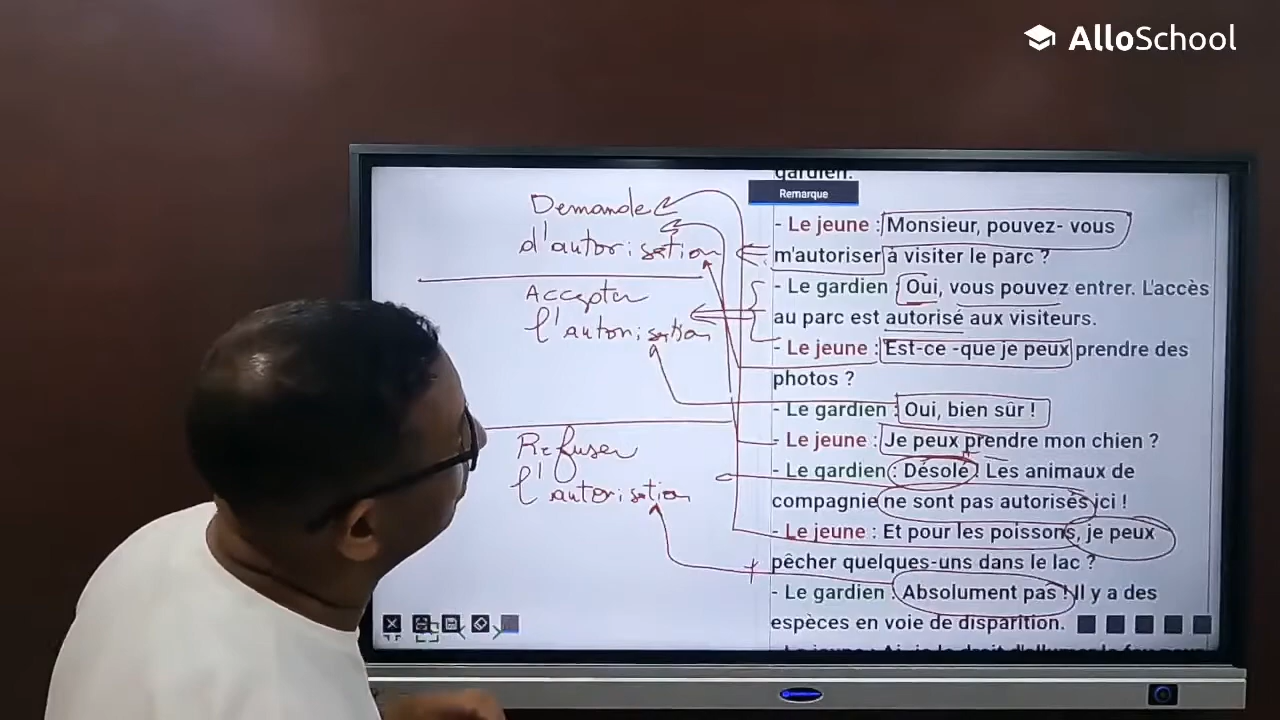 AlloSchool
gardien.
Remarque
- Le jeune : Monsieur, pouvez- vous
m'autoriser à visiter le parc ?
- Le gardien : Oui, vous pouvez entrer. L'accès
au parc est autorisé aux visiteurs.
- Le jeune : Est-ce -que je peux prendre des
photos ?
- Le gardien : Oui, bien sûr !
- Le jeune : Je peux prendre mon chien ?
- Le gardien : Désolé ! Les animaux de
compagnie ne sont pas autorisés ici !
- Le jeune : Et pour les poissons, je peux
pêcher quelques-uns dans le lac ?
- Le gardien : Absolument pas ! Il y a des
espèces en voie de disparition.
Demande
d'autorisation
Accepter
l'autorisation
Refuser
l'autorisation